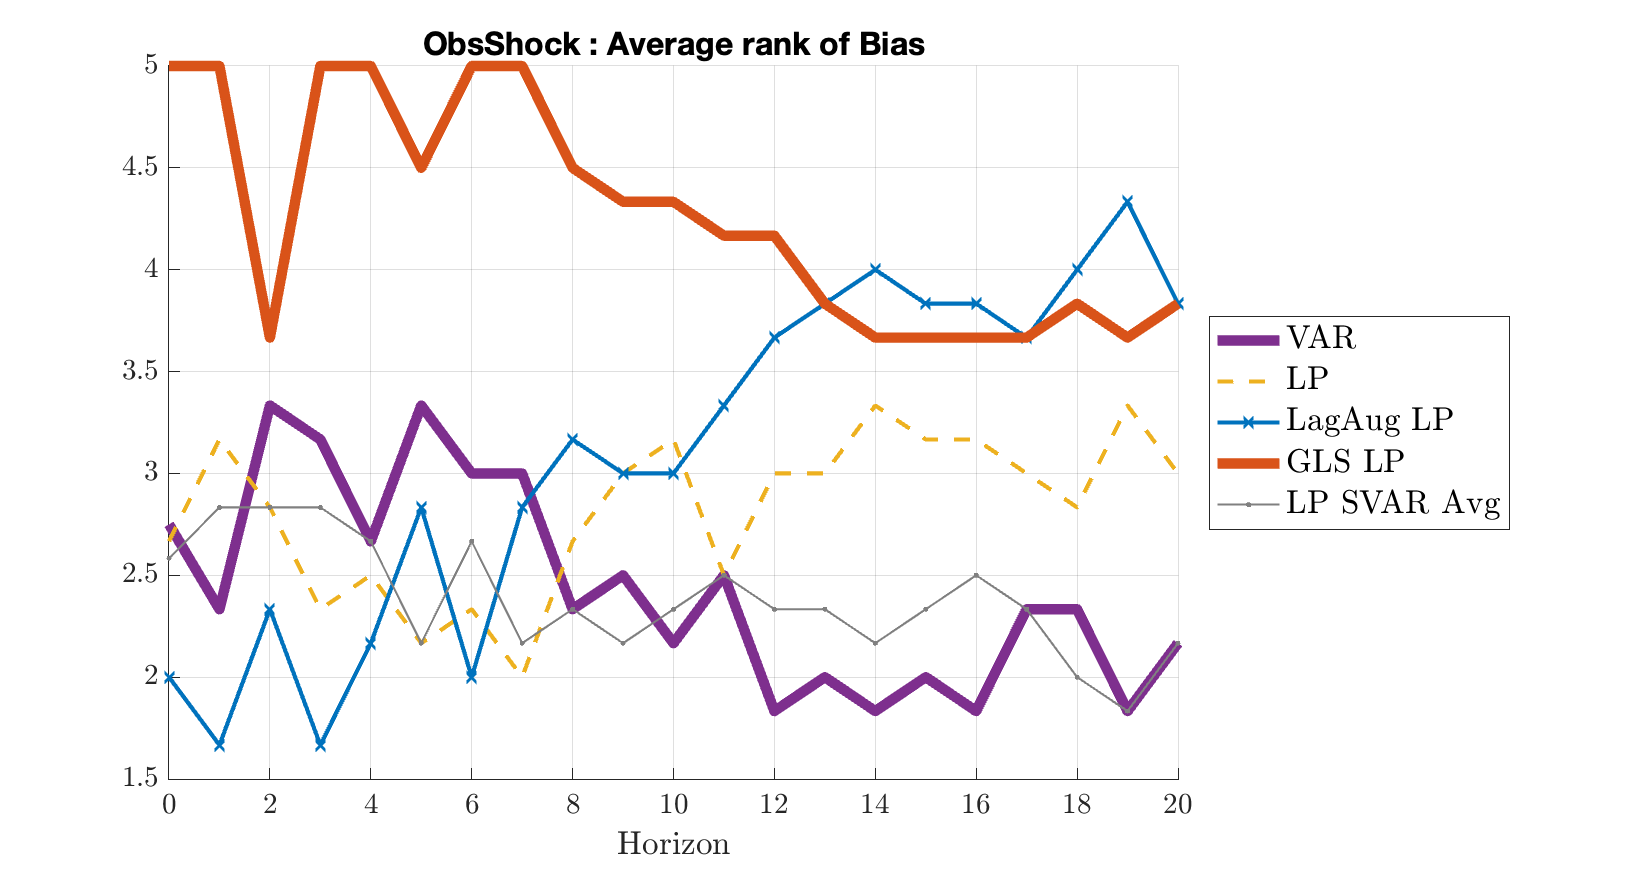 ObsShock : Average rank of Bias
5
4.5
4
3.5
3
2.5
2
1.5
0 2 4 6 8 10 12 14 16 18 20
Horizon
VAR
LP
LagAug LP
GLS LP
LP SVAR Avg